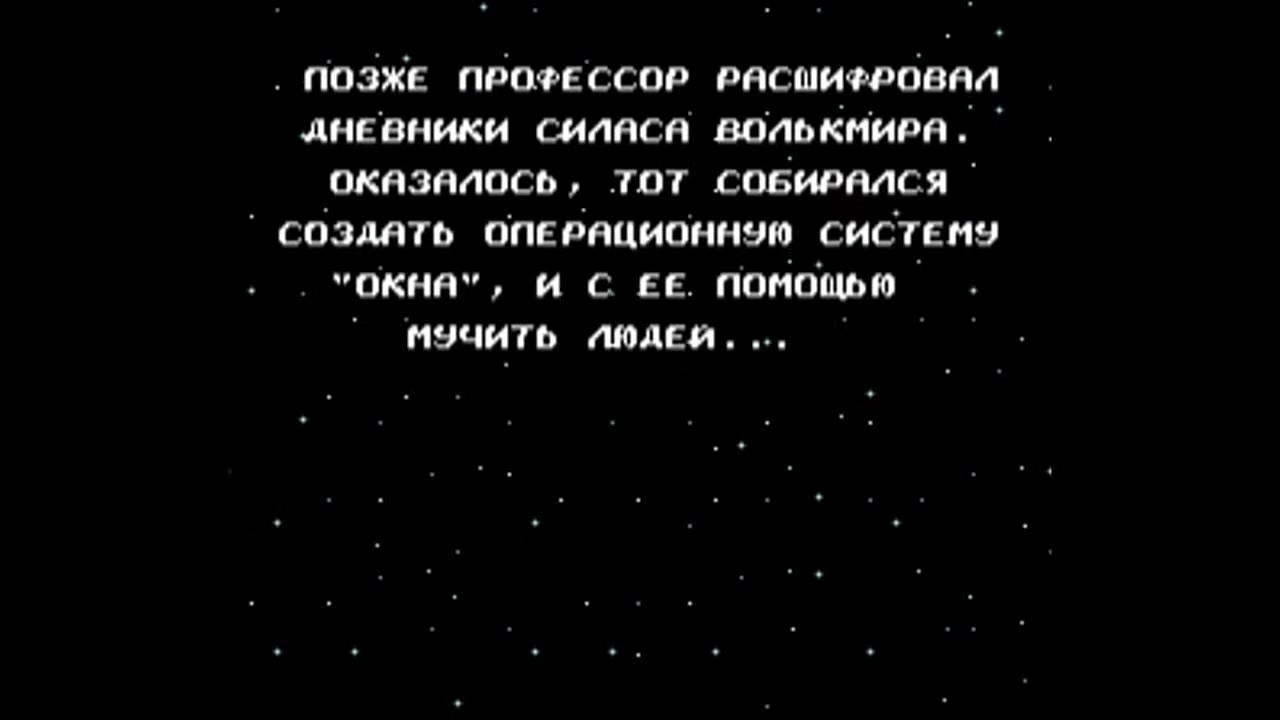 ПОЗЖЕ ПРОФЕССОР РАСШИФРОВАЛ
ДНЕВНИКИ СИЛАСА ВОЛЬКМИРА.
ОКАЗАЛОСЬ, ТОТ СОБИРАЛСЯ
СОЗДАТЬ ОПЕРАЦИОННУЮ СИСТЕМУ
"ОКНА", И С ЕЕ ПОМОЩЬЮ
МУЧИТЬ ЛЮДЕЙ...